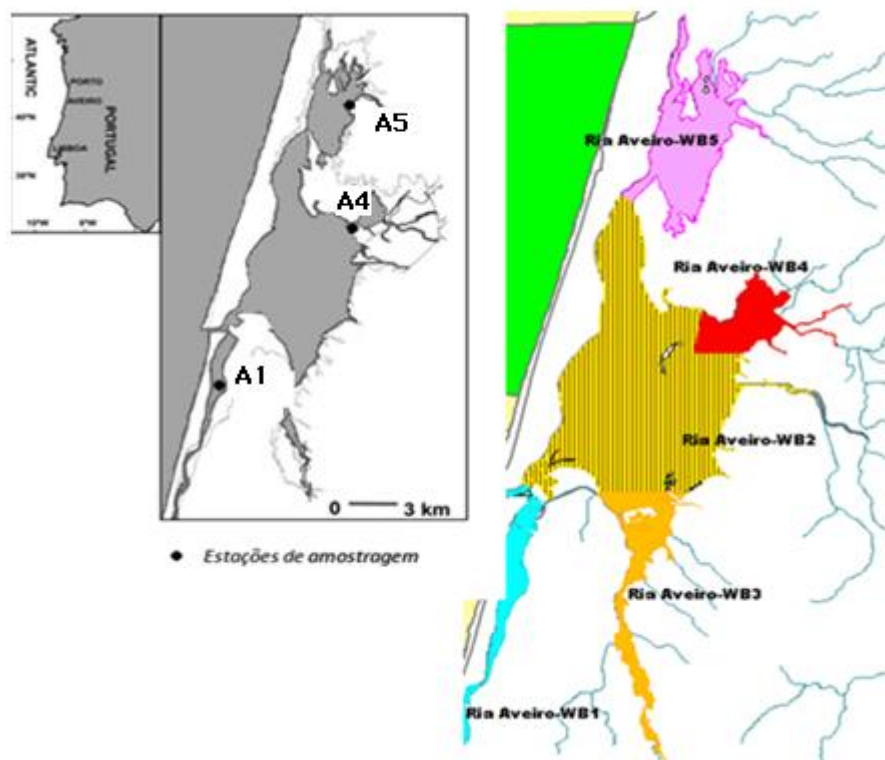 ATLANTIC
PORTO
AVEIRO
PORTUGAL
LISBOA
A5
A4
A1
0 3 km
Estações de amostragem
Ria Aveiro-WB5
Ria Aveiro-WB4
Ria Aveiro-WB2
Ria Aveiro-WB3
Ria Aveiro-WB1